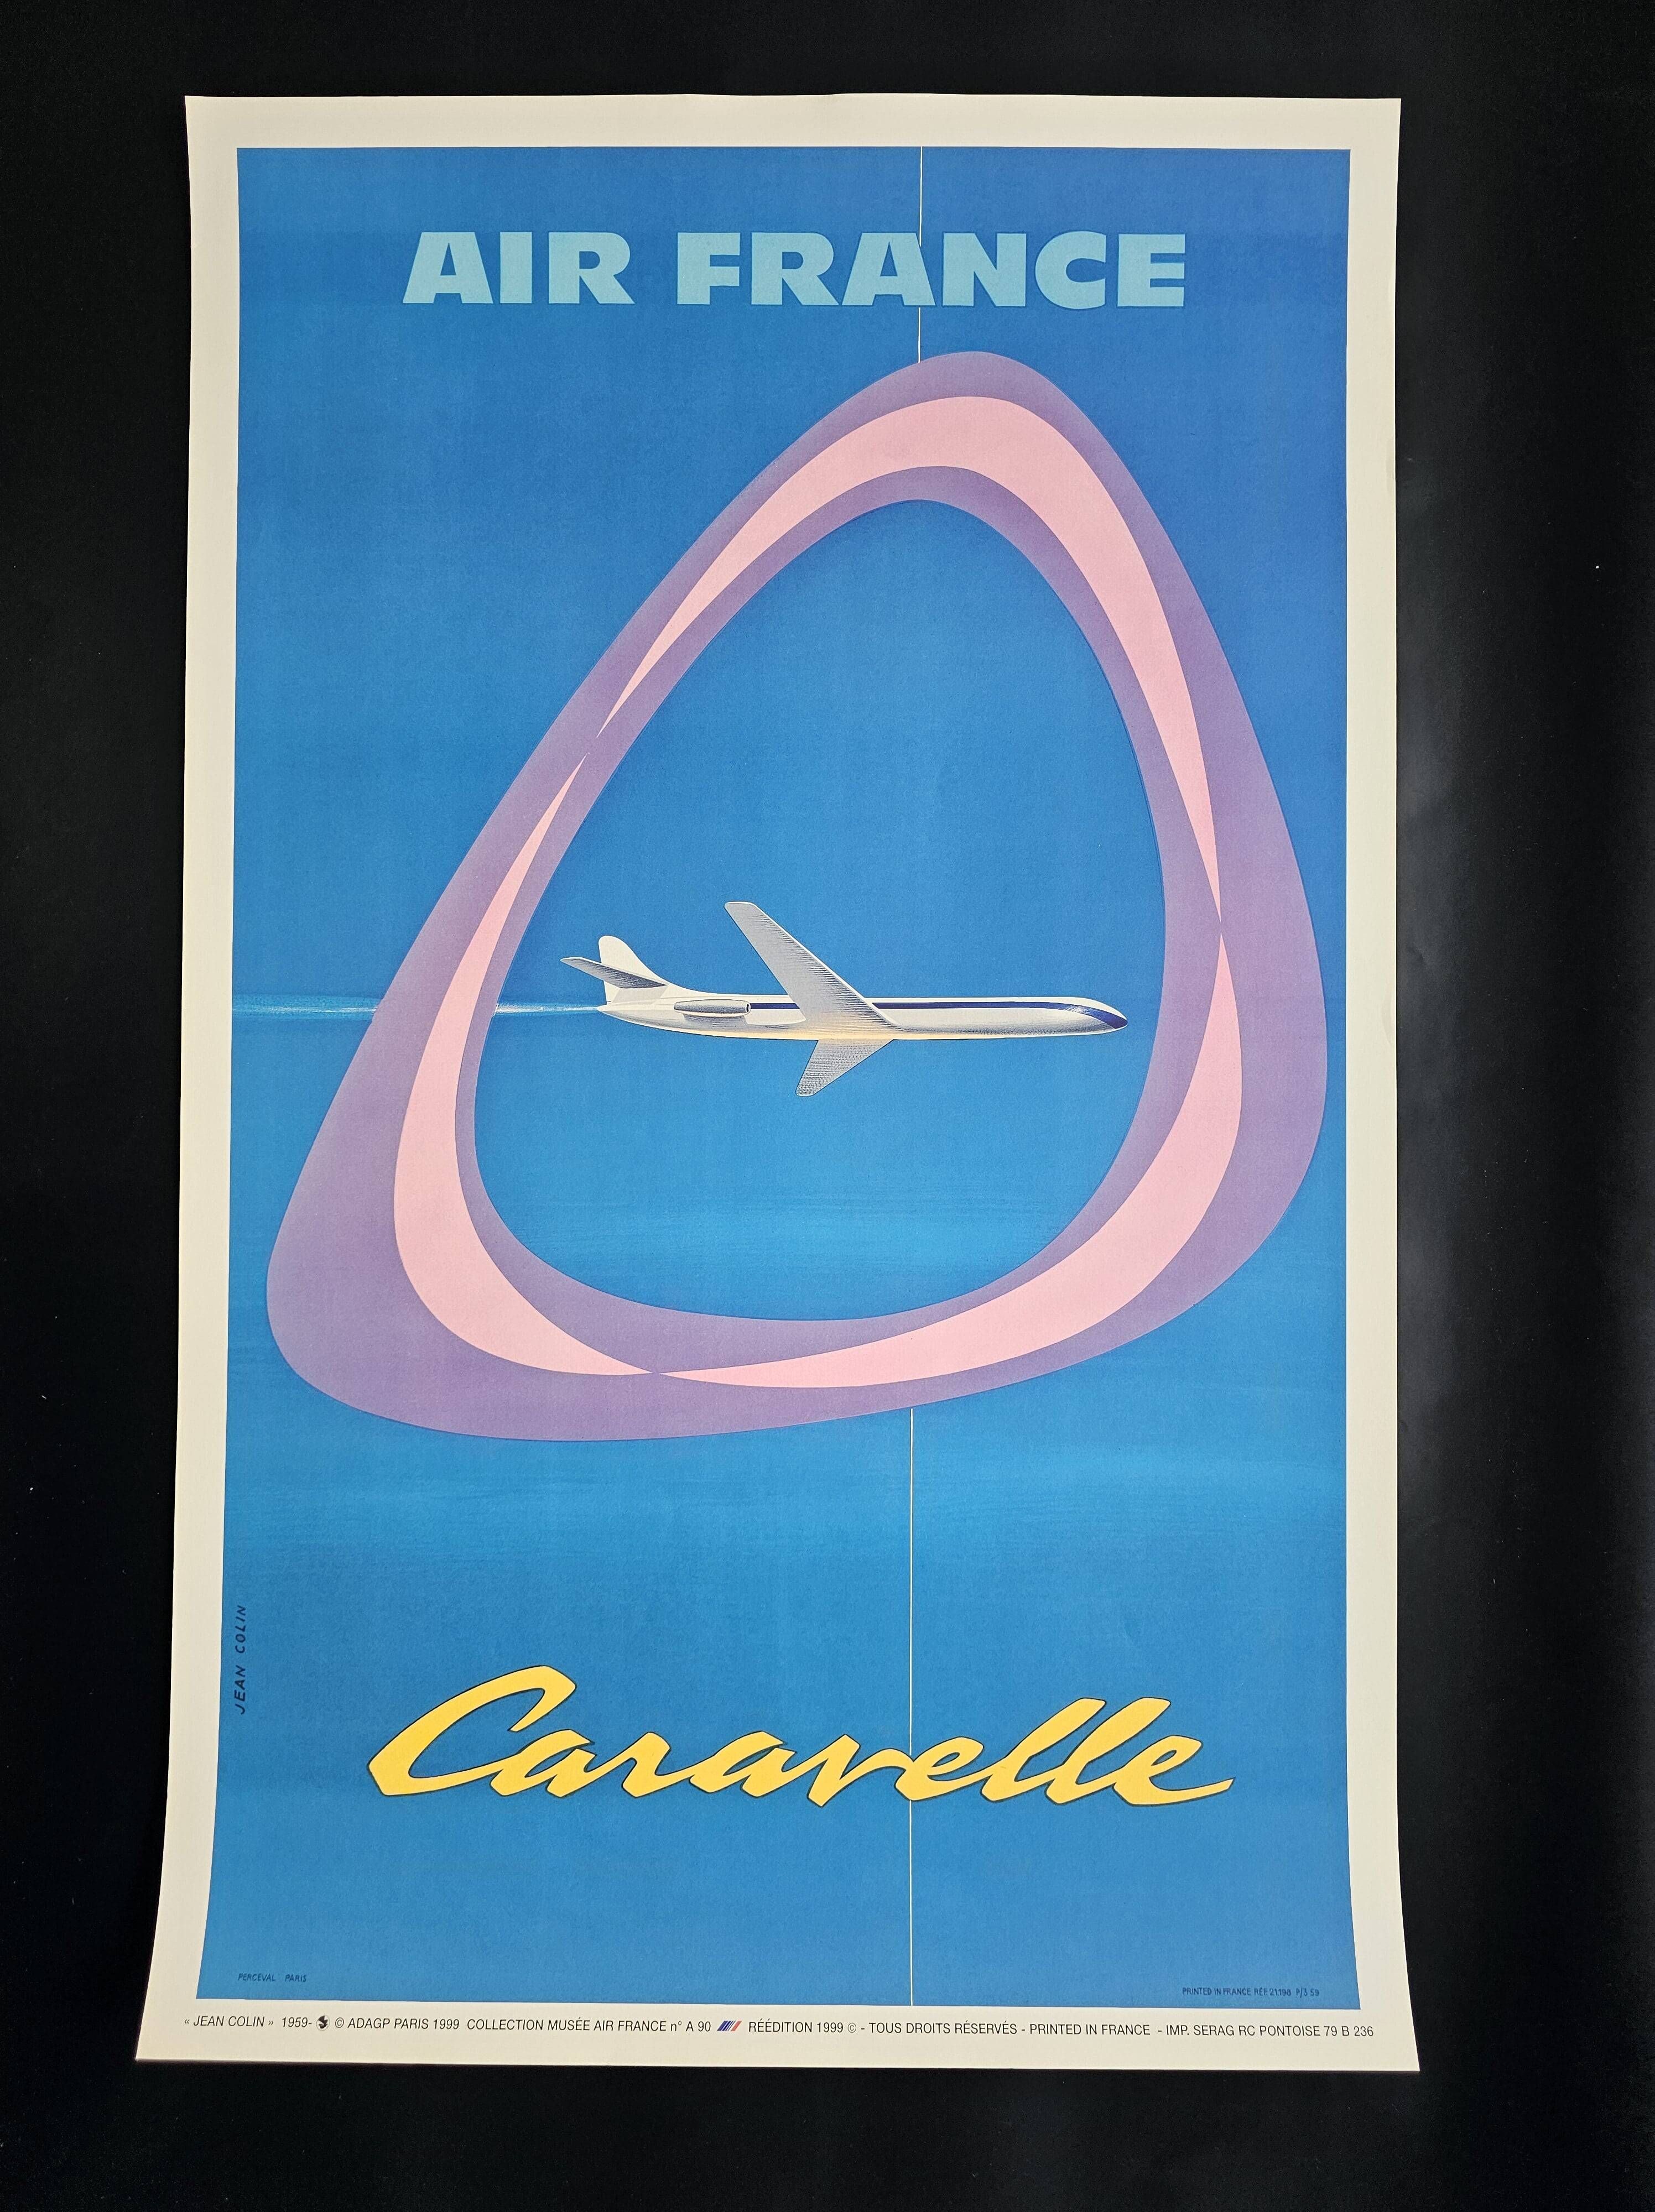 AIR FRANCE
JEAN COLIN
Caravelle
PERCEVAL PARIS
PRINTED IN FRANCE RÉF. 21198 P/3 59
« JEAN COLIN » 1959- © ADAGP PARIS 1999 COLLECTION MUSÉE AIR FRANCE n° A 90 RÉÉDITION 1999 © - TOUS DROITS RÉSERVÉS - PRINTED IN FRANCE - IMP. SERAG RC PONTOISE 79 B 236